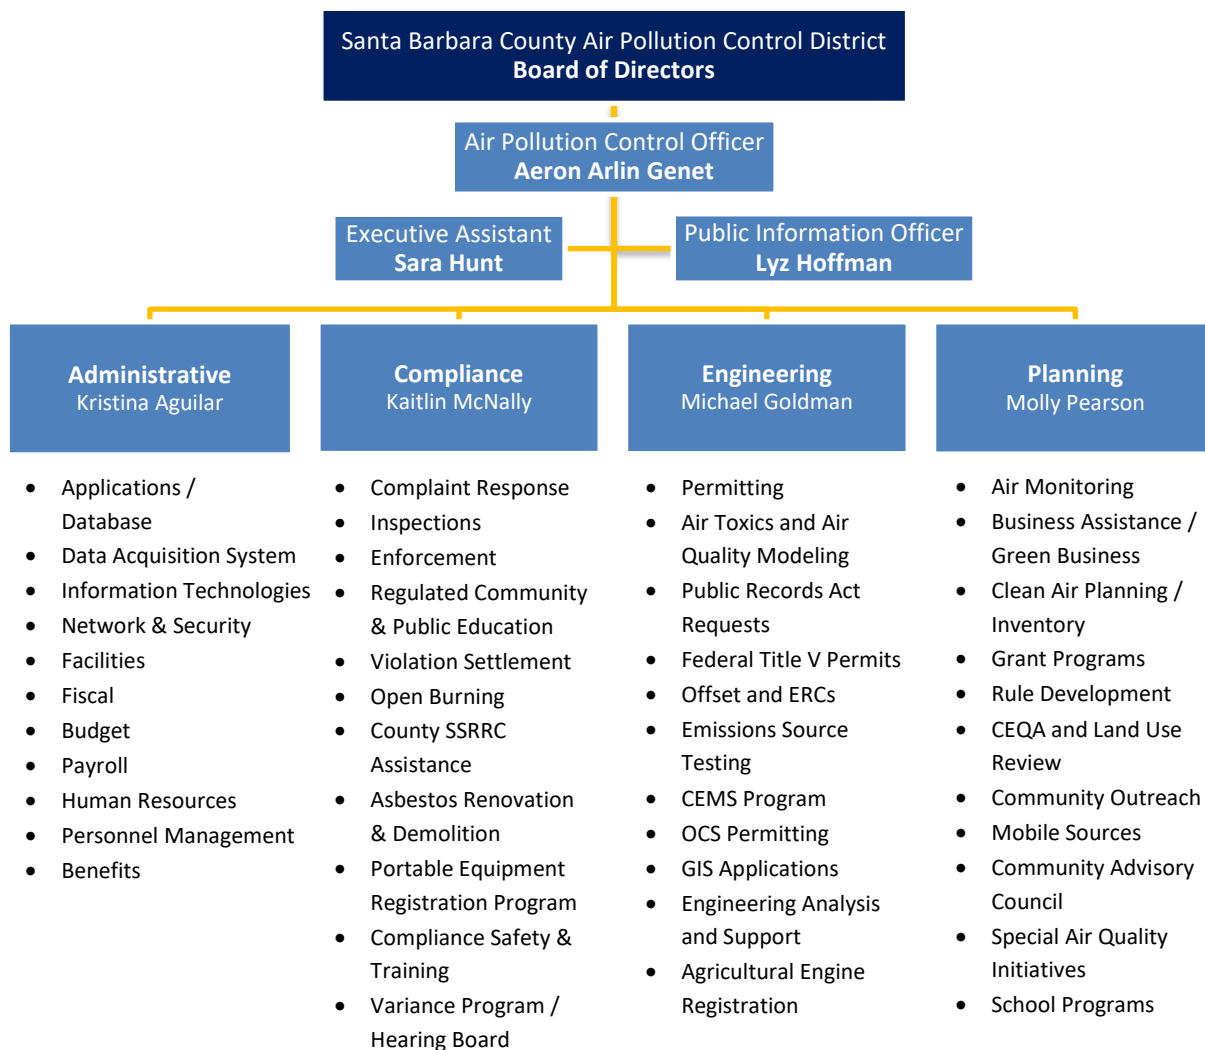 Santa Barbara County Air Pollution Control District
Board of Directors
Air Pollution Control Officer
Aeron Arlin Genet
Executive Assistant
Sara Hunt
Public Information Officer
Lyz Hoffman
Administrative
Kristina Aguilar
• Applications /
Database
• Data Acquisition System
• Information Technologies
• Network & Security
• Facilities
• Fiscal
• Budget
• Payroll
• Human Resources
• Personnel Management
• Benefits
Compliance
Kaitlin McNally
• Complaint Response
• Inspections
• Enforcement
• Regulated Community
& Public Education
• Violation Settlement
• Open Burning
• County SSRRC
Assistance
• Asbestos Renovation
& Demolition
• Portable Equipment
Registration Program
• Compliance Safety &
Training
• Variance Program /
Hearing Board
Engineering
Michael Goldman
• Permitting
• Air Toxics and Air
Quality Modeling
• Public Records Act
Requests
• Federal Title V Permits
• Offset and ERCs
• Emissions Source
Testing
• CEMS Program
• OCS Permitting
• GIS Applications
• Engineering Analysis
and Support
• Agricultural Engine
Registration
Planning
Molly Pearson
• Air Monitoring
• Business Assistance /
Green Business
• Clean Air Planning /
Inventory
• Grant Programs
• Rule Development
• CEQA and Land Use
Review
• Community Outreach
• Mobile Sources
• Community Advisory
Council
• Special Air Quality
Initiatives
• School Programs